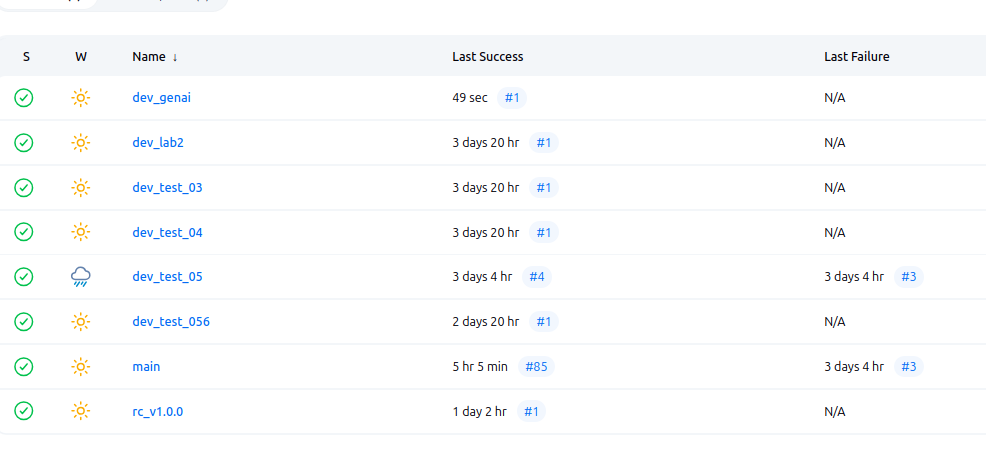 S W Name ↓ Last Success Last Failure
dev_genai 49 sec #1 N/A
dev_lab2 3 days 20 hr #1 N/A
dev_test_03 3 days 20 hr #1 N/A
dev_test_04 3 days 20 hr #1 N/A
dev_test_05 3 days 4 hr #4 3 days 4 hr #3
dev_test_056 2 days 20 hr #1 N/A
main 5 hr 5 min #85 3 days 4 hr #3
rc_v1.0.0 1 day 2 hr #1 N/A